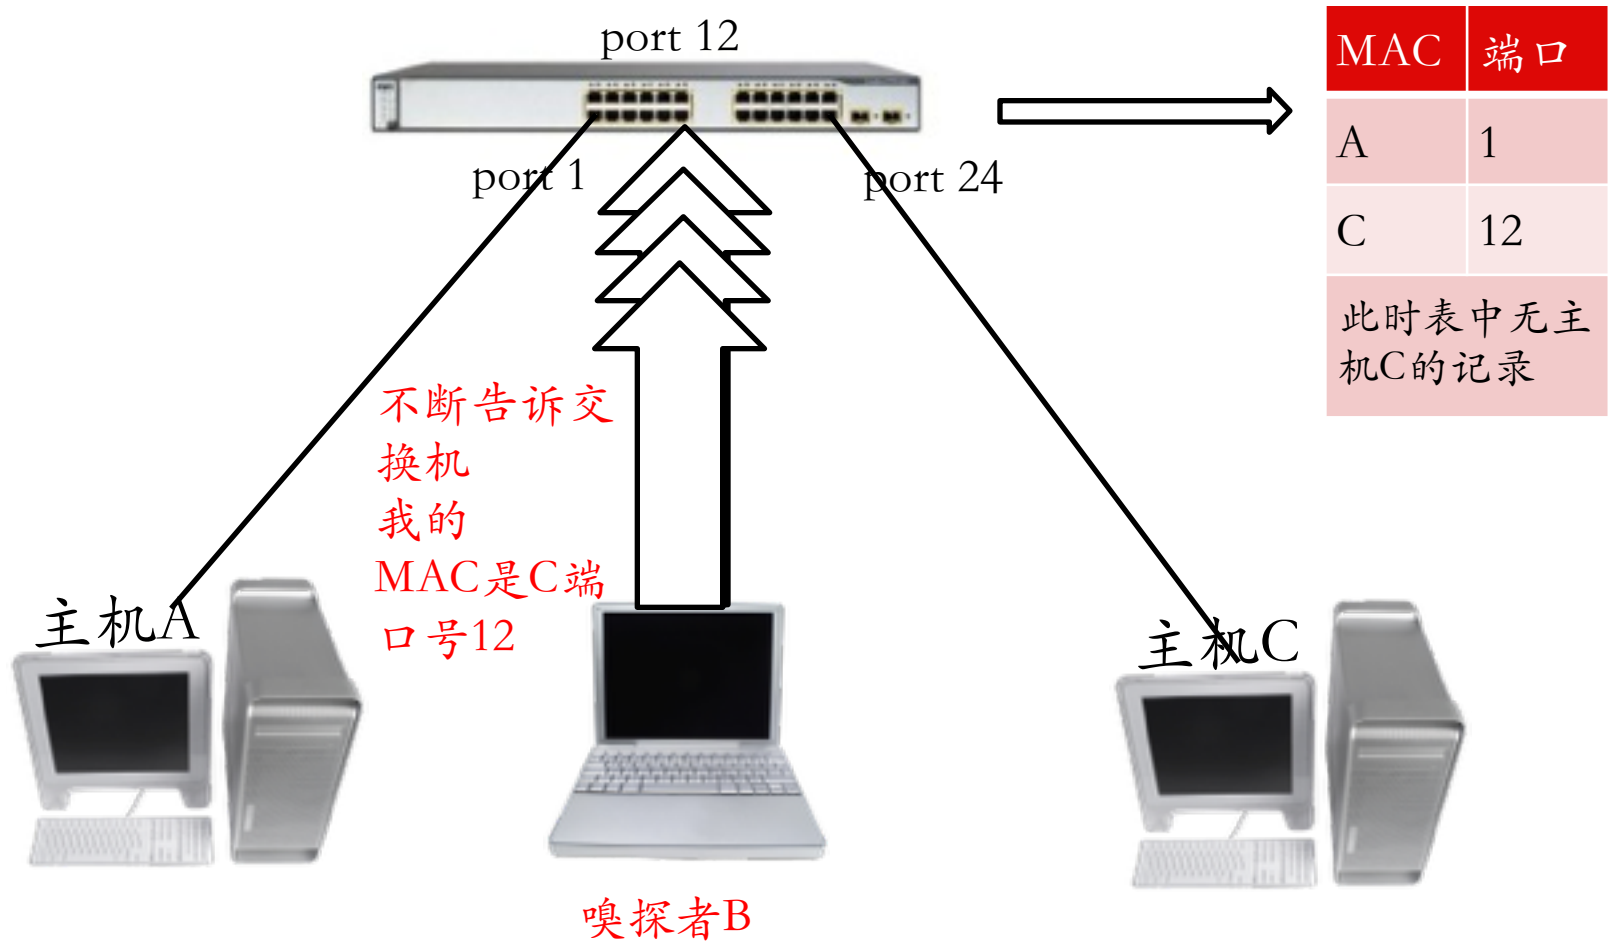 port 12
port 1
port 24
MAC 端口
A 1
C 12
此时表中无主
机C的记录
不断告诉交
换机
我的
MAC是C端
口号12
主机A
主机C
嗅探者B